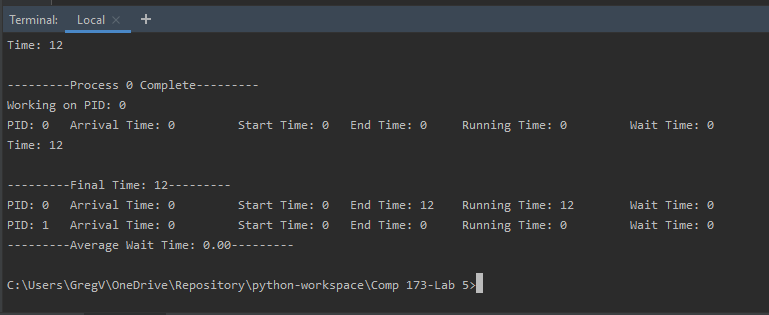 Terminal: Local × +
Time: 12
---------Process 0 Complete---------
Working on PID: 0
PID: 0 Arrival Time: 0 Start Time: 0 End Time: 0 Running Time: 0 Wait Time: 0
Time: 12
---------Final Time: 12---------
PID: 0 Arrival Time: 0 Start Time: 0 End Time: 12 Running Time: 12 Wait Time: 0
PID: 1 Arrival Time: 0 Start Time: 0 End Time: 0 Running Time: 0 Wait Time: 0
---------Average Wait Time: 0.00---------
C:\Users\GregV\OneDrive\Repository\python-workspace\Comp 173-Lab 5>